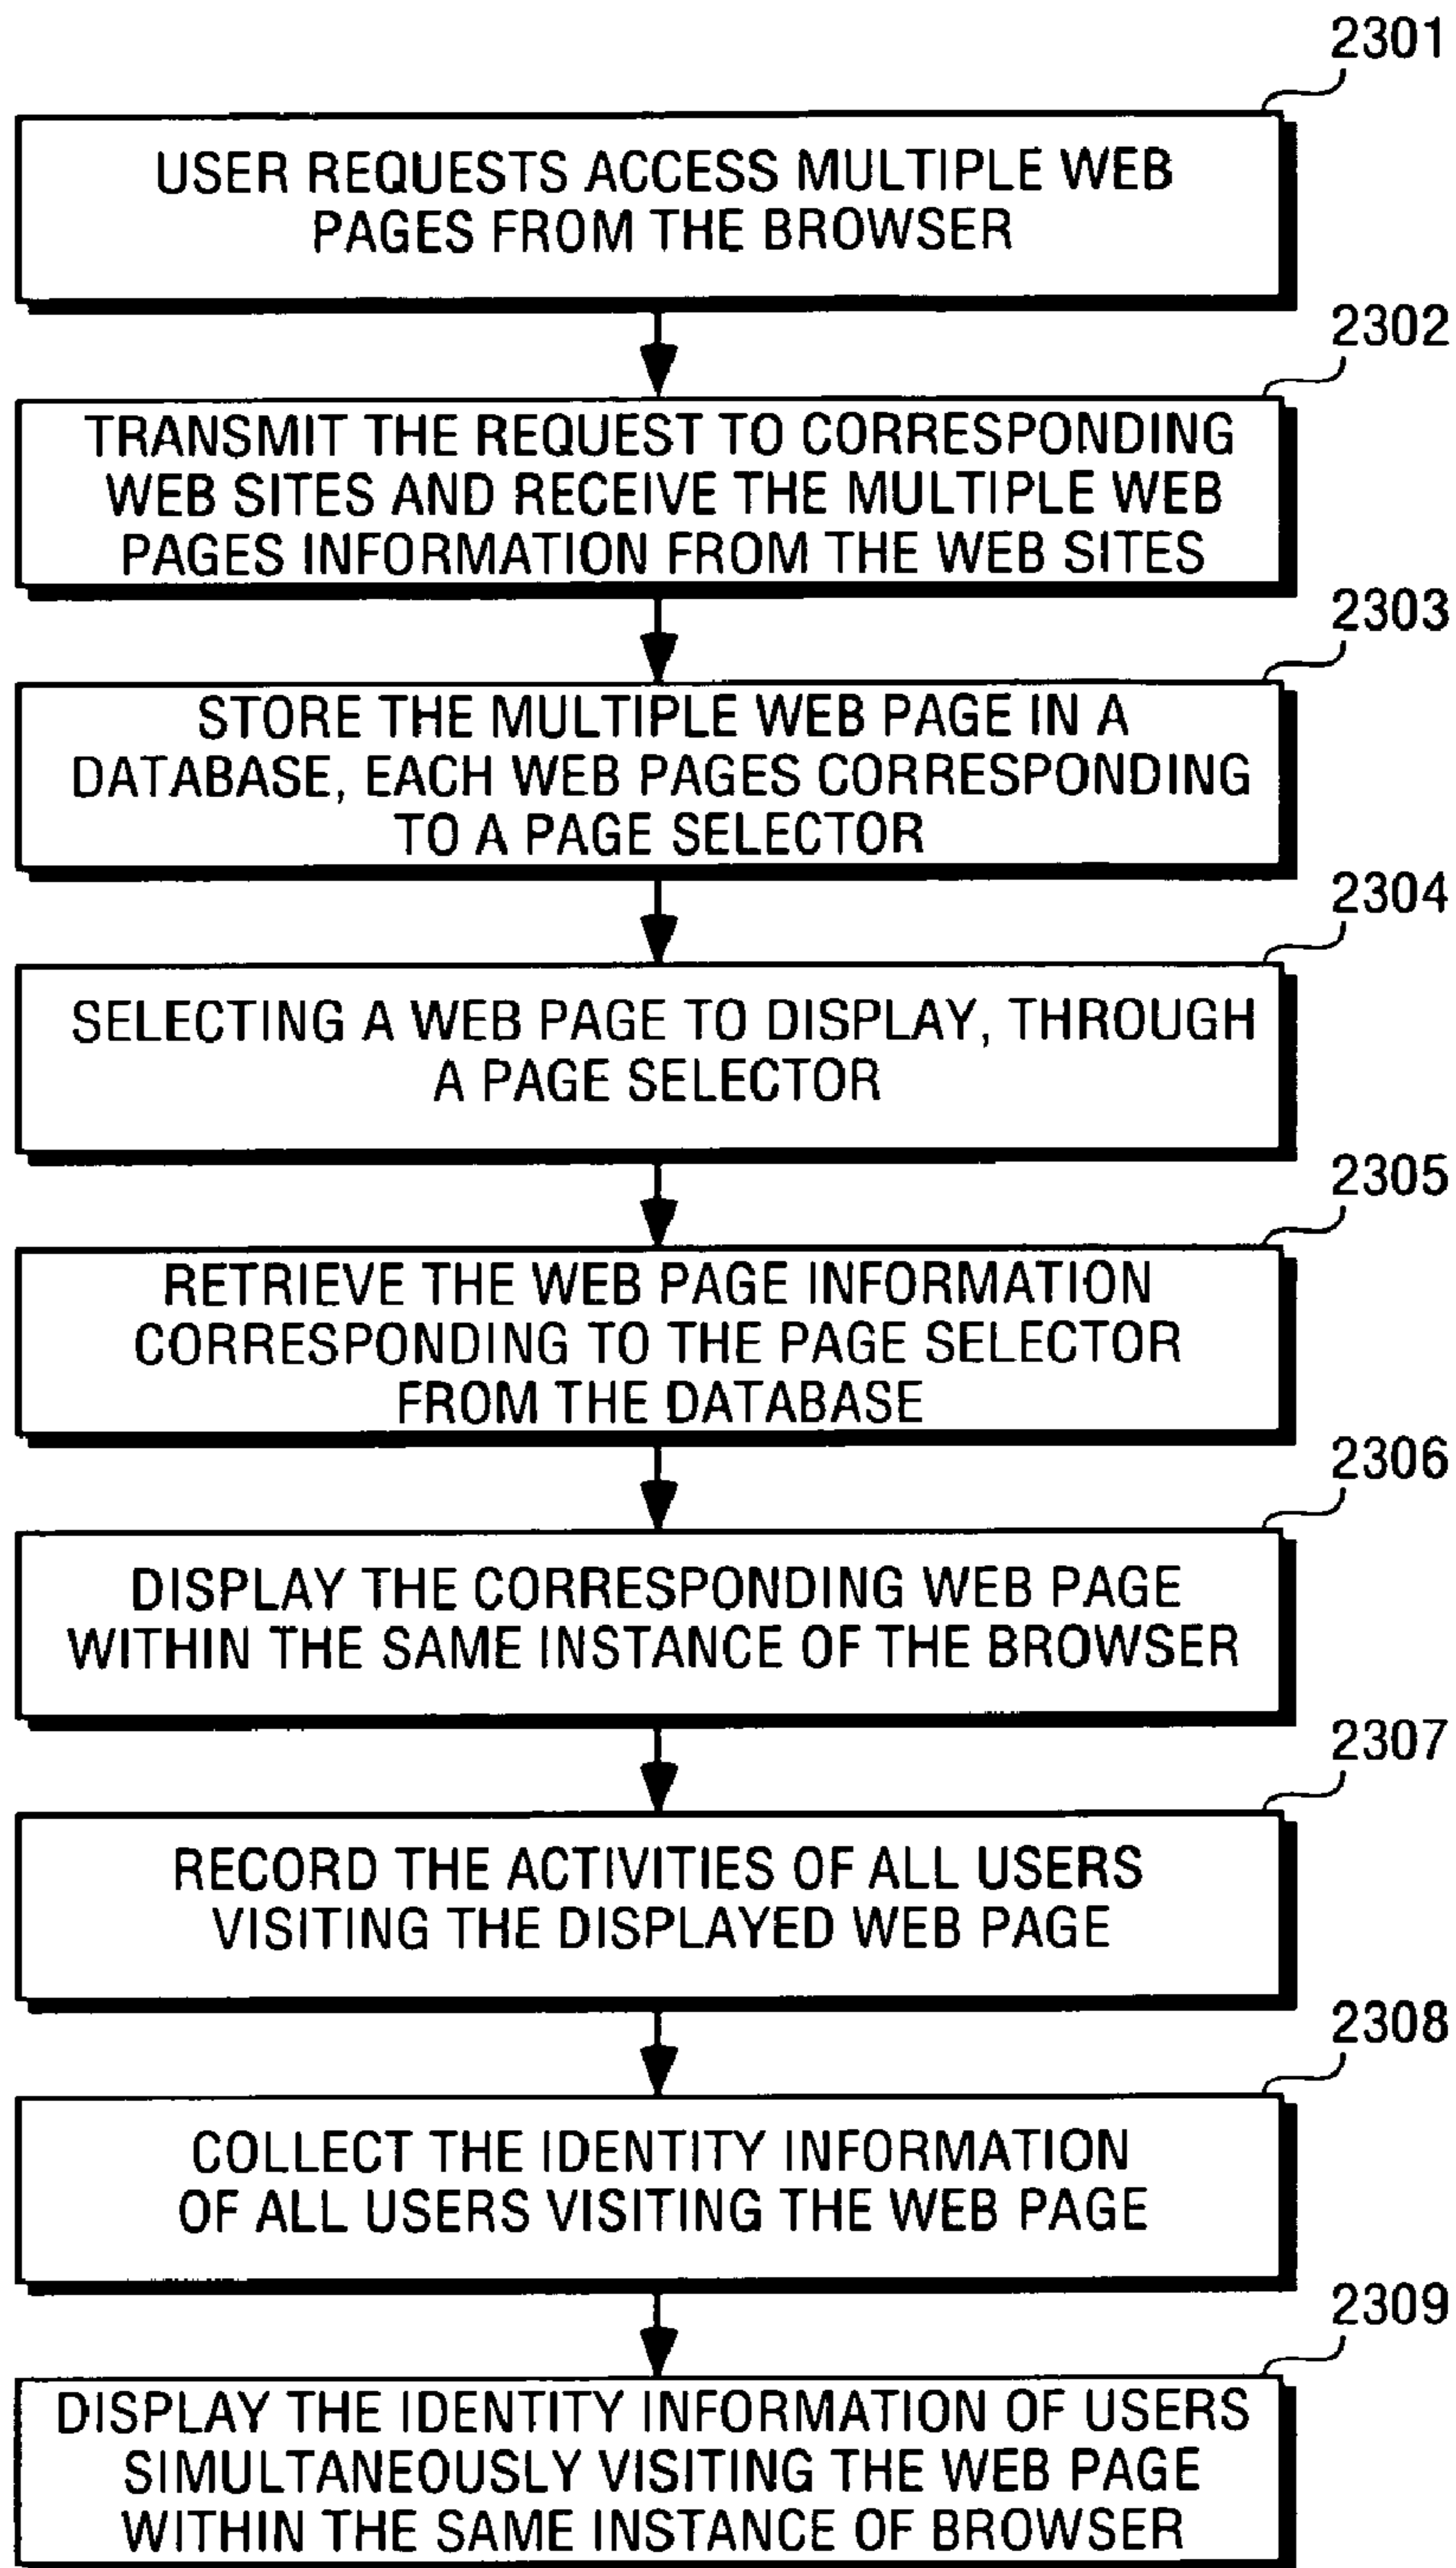 2301
USER REQUESTS ACCESS MULTIPLE WEB
PAGES FROM THE BROWSER
2302
TRANSMIT THE REQUEST TO CORRESPONDING
WEB SITES AND RECEIVE THE MULTIPLE WEB
PAGES INFORMATION FROM THE WEB SITES
2303
STORE THE MULTIPLE WEB PAGE IN A
DATABASE, EACH WEB PAGES CORRESPONDING
TO A PAGE SELECTOR
2304
SELECTING A WEB PAGE TO DISPLAY, THROUGH
A PAGE SELECTOR
2305
RETRIEVE THE WEB PAGE INFORMATION
CORRESPONDING TO THE PAGE SELECTOR
FROM THE DATABASE
2306
DISPLAY THE CORRESPONDING WEB PAGE
WITHIN THE SAME INSTANCE OF THE BROWSER
2307
RECORD THE ACTIVITIES OF ALL USERS
VISITING THE DISPLAYED WEB PAGE
2308
COLLECT THE IDENTITY INFORMATION
OF ALL USERS VISITING THE WEB PAGE
2309
DISPLAY THE IDENTITY INFORMATION OF USERS
SIMULTANEOUSLY VISITING THE WEB PAGE
WITHIN THE SAME INSTANCE OF BROWSER